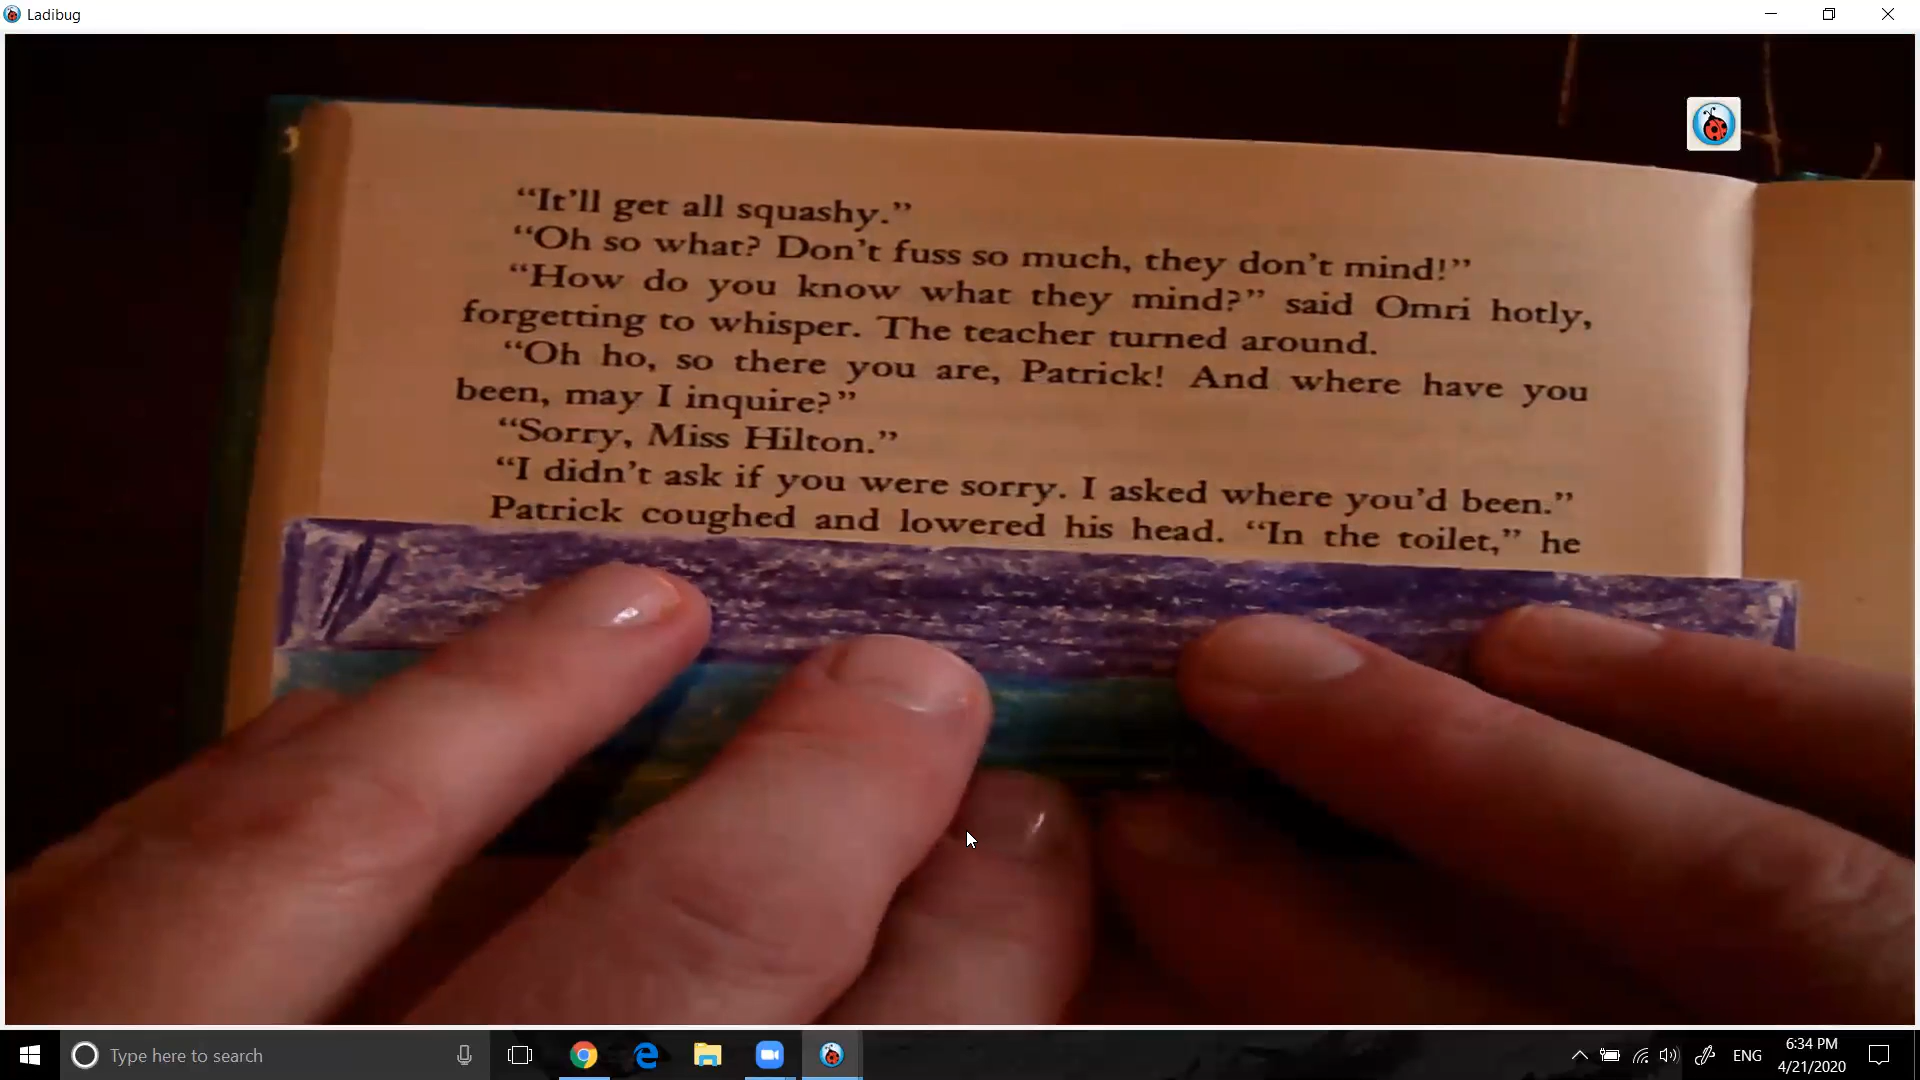 Ladibug
“It’ll get all squashy.”
“Oh so what? Don’t fuss so much, they don’t mind!”
“How do you know what they mind?” said Omri hotly,
forgetting to whisper. The teacher turned around.
“Oh ho, so there you are, Patrick! And where have you
been, may I inquire?”
“Sorry, Miss Hilton.”
“I didn’t ask if you were sorry. I asked where you’d been.”
Patrick coughed and lowered his head. “In the toilet,” he
Type here to search
ENG
6:34 PM
4/21/2020